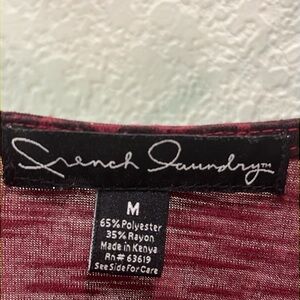 French Laundry™
M
65% Polyester
35% Rayon
Made in Kenya
Rn# 63619
See Side For Care